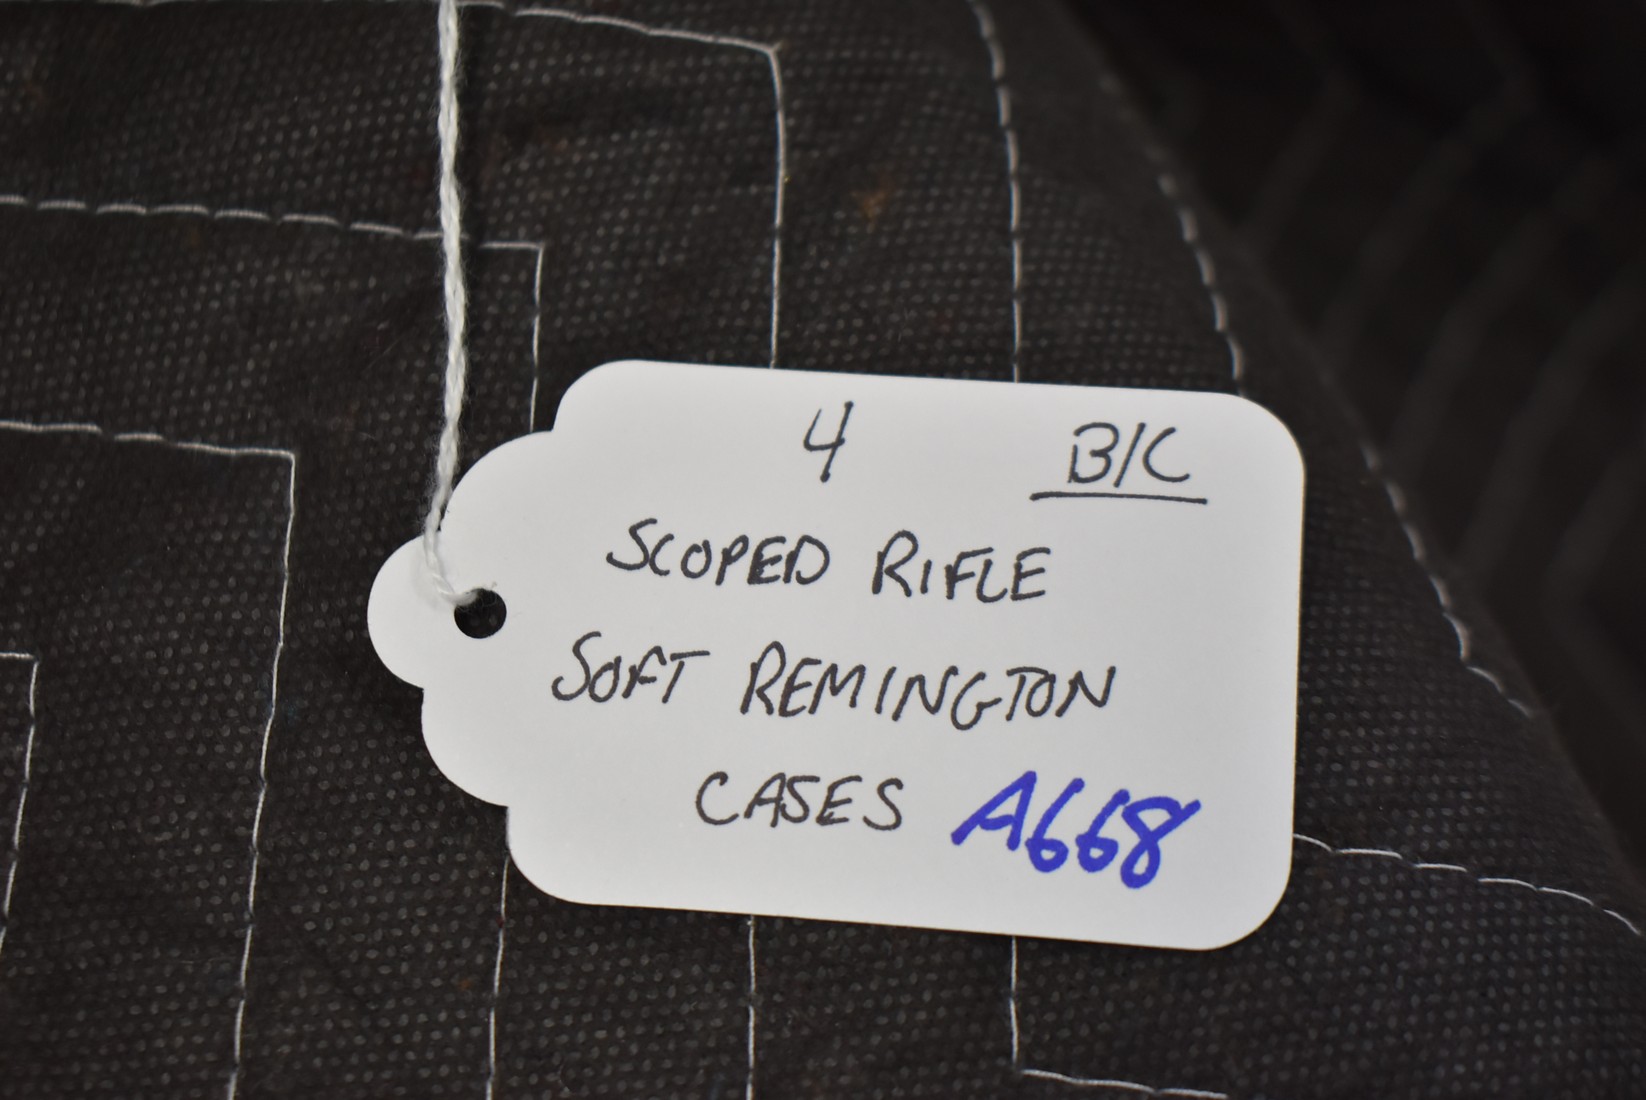 4 B/C
SCOPED RIFLE
SOFT REMINGTON
CASES A668